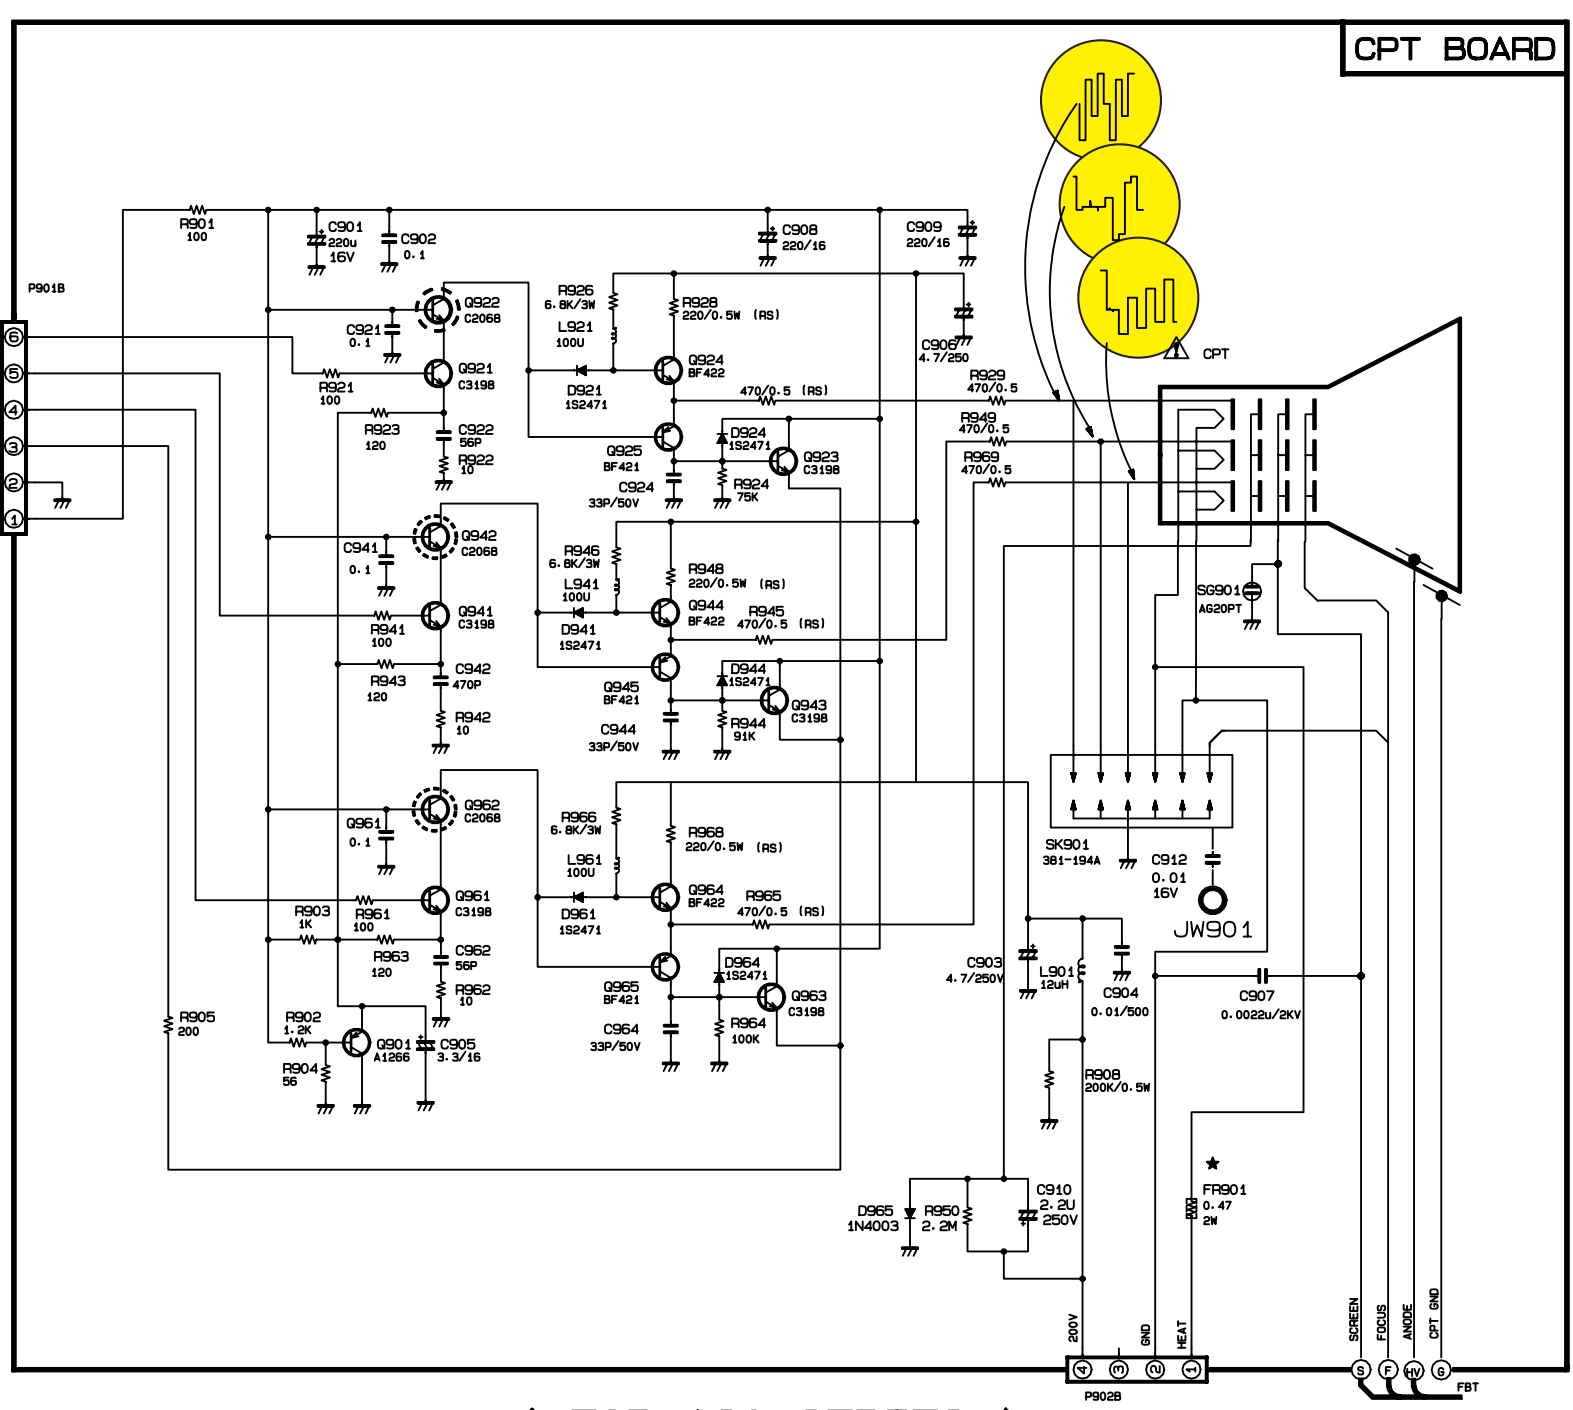 CPT BOARD
R901
100
C901
220u
16V
C902
0.1
C908
220/16
C909
220/16
P901B
6
5
4
3
2
1
Q922
C2068
C921
0.1
Q921
C3198
R921
100
R923
120
C922
56P
R922
10
R926
6.8K/3W
L921
100U
R928
220/0.5W (RS)
Q924
BF422
D921
1S2471
470/0.5 (RS)
Q925
BF421
D924
1S2471
Q923
C3198
C924
33P/50V
R924
75K
C906
4.7/250
R929
470/0.5
R949
470/0.5
R969
470/0.5
CPT
Q942
C2068
C941
0.1
Q941
C3198
R941
100
R943
120
C942
470P
R942
10
R946
6.8K/3W
L941
100U
R948
220/0.5W (RS)
Q944
BF422
R945
470/0.5 (RS)
D941
1S2471
Q945
BF421
D944
1S2471
Q943
C3198
C944
33P/50V
R944
91K
SG901
AG20PT
Q962
C2068
Q961
0.1
Q961
C3198
R903
1K
R961
100
R963
120
C962
56P
R962
10
R966
6.8K/3W
L961
100U
R968
220/0.5W (RS)
Q964
BF422
R965
470/0.5 (RS)
D961
1S2471
Q965
BF421
D964
1S2471
Q963
C3198
C964
33P/50V
R964
100K
SK901
381-194A
C912
0.01
16V
JW901
C903
4.7/250V
L901
12uH
C904
0.01/500
C907
0.0022u/2KV
R905
200
R902
1.2K
R904
56
Q901
A1266
C905
3.3/16
R908
200K/0.5W
D965
1N4003
R950
2.2M
C910
2.2U
250V
FR901
0.47
2W
200V
GND
HEAT
SCREEN
FOCUS
ANODE
CPT GND
4
3
2
1
P902B
S
F
HV
G
FBT